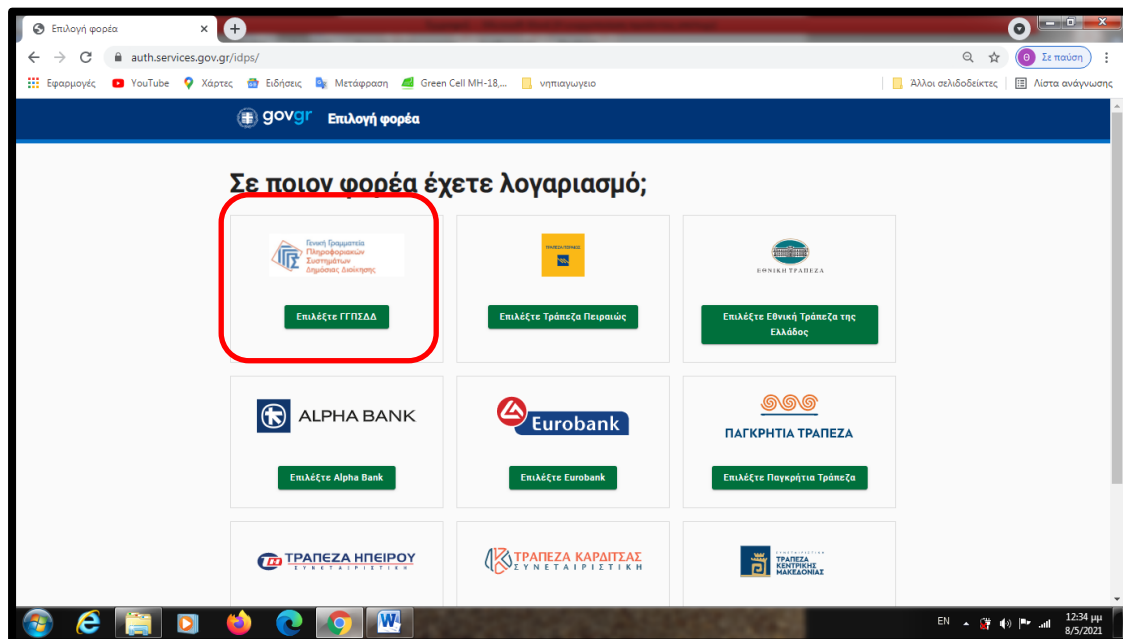 Επιλογή φορέα
auth.services.gov.gr/idps/
Θ Σε παύση
Εφαρμογές YouTube Χάρτες Ειδήσεις Μετάφραση Green Cell MH-18,... νηπιαγωγειο Άλλοι σελιδοδείκτες Λίστα ανάγνωσης
govgr Επιλογή φορέα
Σε ποιον φορέα έχετε λογαριασμό;
Γενική Γραμματεία
Πληροφοριακών
Συστημάτων
Δημόσιας Διοίκησης
Επιλέξτε ΓΓΠΣΔΔ
ΤΡΑΠΕΖΑ ΠΕΙΡΑΙΩΣ
Επιλέξτε Τράπεζα Πειραιώς
ΕΘΝΙΚΗ ΤΡΑΠΕΖΑ
Επιλέξτε Εθνική Τράπεζα της
Ελλάδος
ALPHA BANK
Επιλέξτε Alpha Bank
Eurobank
Επιλέξτε Eurobank
ΠΑΓΚΡΗΤΙΑ ΤΡΑΠΕΖΑ
Επιλέξτε Παγκρήτια Τράπεζα
ΤΡΑΠΕΖΑ ΗΠΕΙΡΟΥ
ΣΥΝΕΤΑΙΡΙΣΤΙΚΗ
ΤΡΑΠΕΖΑ ΚΑΡΔΙΤΣΑΣ
ΣΥΝΕΤΑΙΡΙΣΤΙΚΗ
ΣΥΝΕΤΑΙΡΙΣΤΙΚΗ
ΤΡΑΠΕΖΑ
ΚΕΝΤΡΙΚΗΣ
ΜΑΚΕΔΟΝΙΑΣ
EN
12:34 μμ
8/5/2021